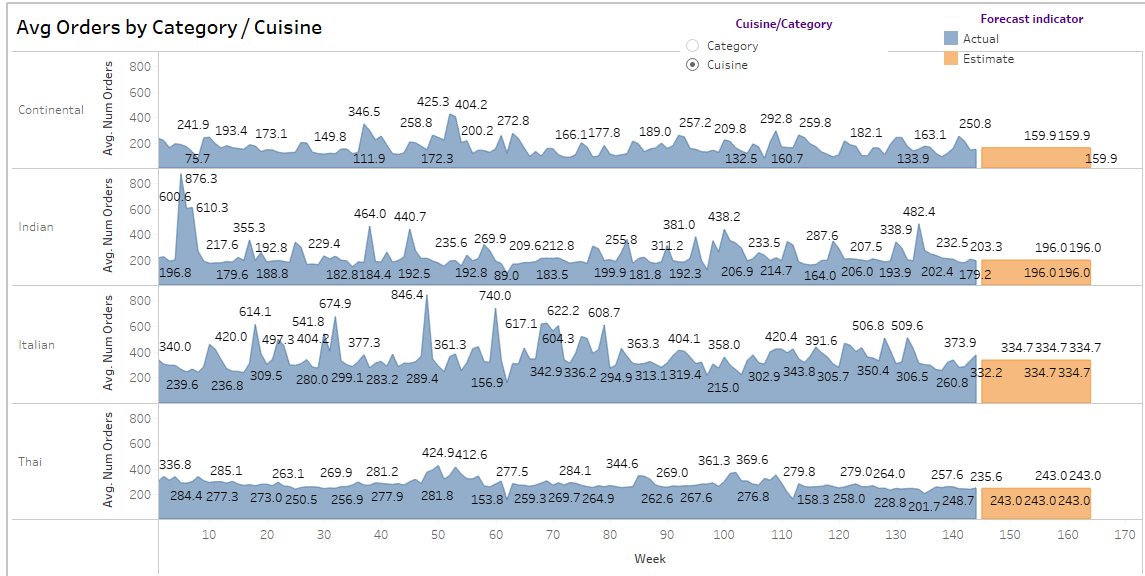 Avg Orders by Category / Cuisine
Cuisine/Category
Category
Cuisine
Forecast indicator
Actual
Estimate
Continental
Avg. Num Orders
800
600
400
200
241.9 193.4 173.1 149.8 346.5 258.8 425.3 404.2 200.2 272.8 166.1 177.8 189.0 257.2 209.8 292.8 259.8 182.1 163.1 250.8 159.9 159.9
75.7 111.9 172.3 132.5 160.7 133.9 159.9
Indian
Avg. Num Orders
800
600
400
200
600.6 876.3 610.3 217.6 355.3 192.8 229.4 464.0 440.7 235.6 269.9 209.6 212.8 255.8 311.2 381.0 438.2 233.5 287.6 207.5 338.9 482.4 232.5 203.3 196.0 196.0
196.8 179.6 188.8 182.8 184.4 192.5 192.8 89.0 183.5 199.9 181.8 192.3 206.9 214.7 164.0 206.0 193.9 202.4 179.2 196.0 196.0
Italian
Avg. Num Orders
800
600
400
200
340.0 420.0 614.1 497.3 541.8 404.2 674.9 377.3 846.4 361.3 740.0 617.1 622.2 604.3 608.7 363.3 404.1 358.0 420.4 391.6 506.8 509.6 373.9 334.7 334.7 334.7
239.6 236.8 309.5 280.0 299.1 283.2 289.4 156.9 342.9 336.2 294.9 313.1 319.4 215.0 302.9 343.8 305.7 350.4 306.5 260.8 332.2 334.7 334.7
Thai
Avg. Num Orders
800
600
400
200
336.8 285.1 263.1 269.9 281.2 424.9 412.6 277.5 284.1 344.6 269.0 361.3 369.6 279.8 279.0 264.0 257.6 235.6 243.0 243.0
284.4 277.3 273.0 250.5 256.9 277.9 281.8 153.8 259.3 269.7 264.9 262.6 267.6 276.8 158.3 258.0 228.8 201.7 248.7 243.0 243.0 243.0
10 20 30 40 50 60 70 80 90 100 110 120 130 140 150 160 170
Week